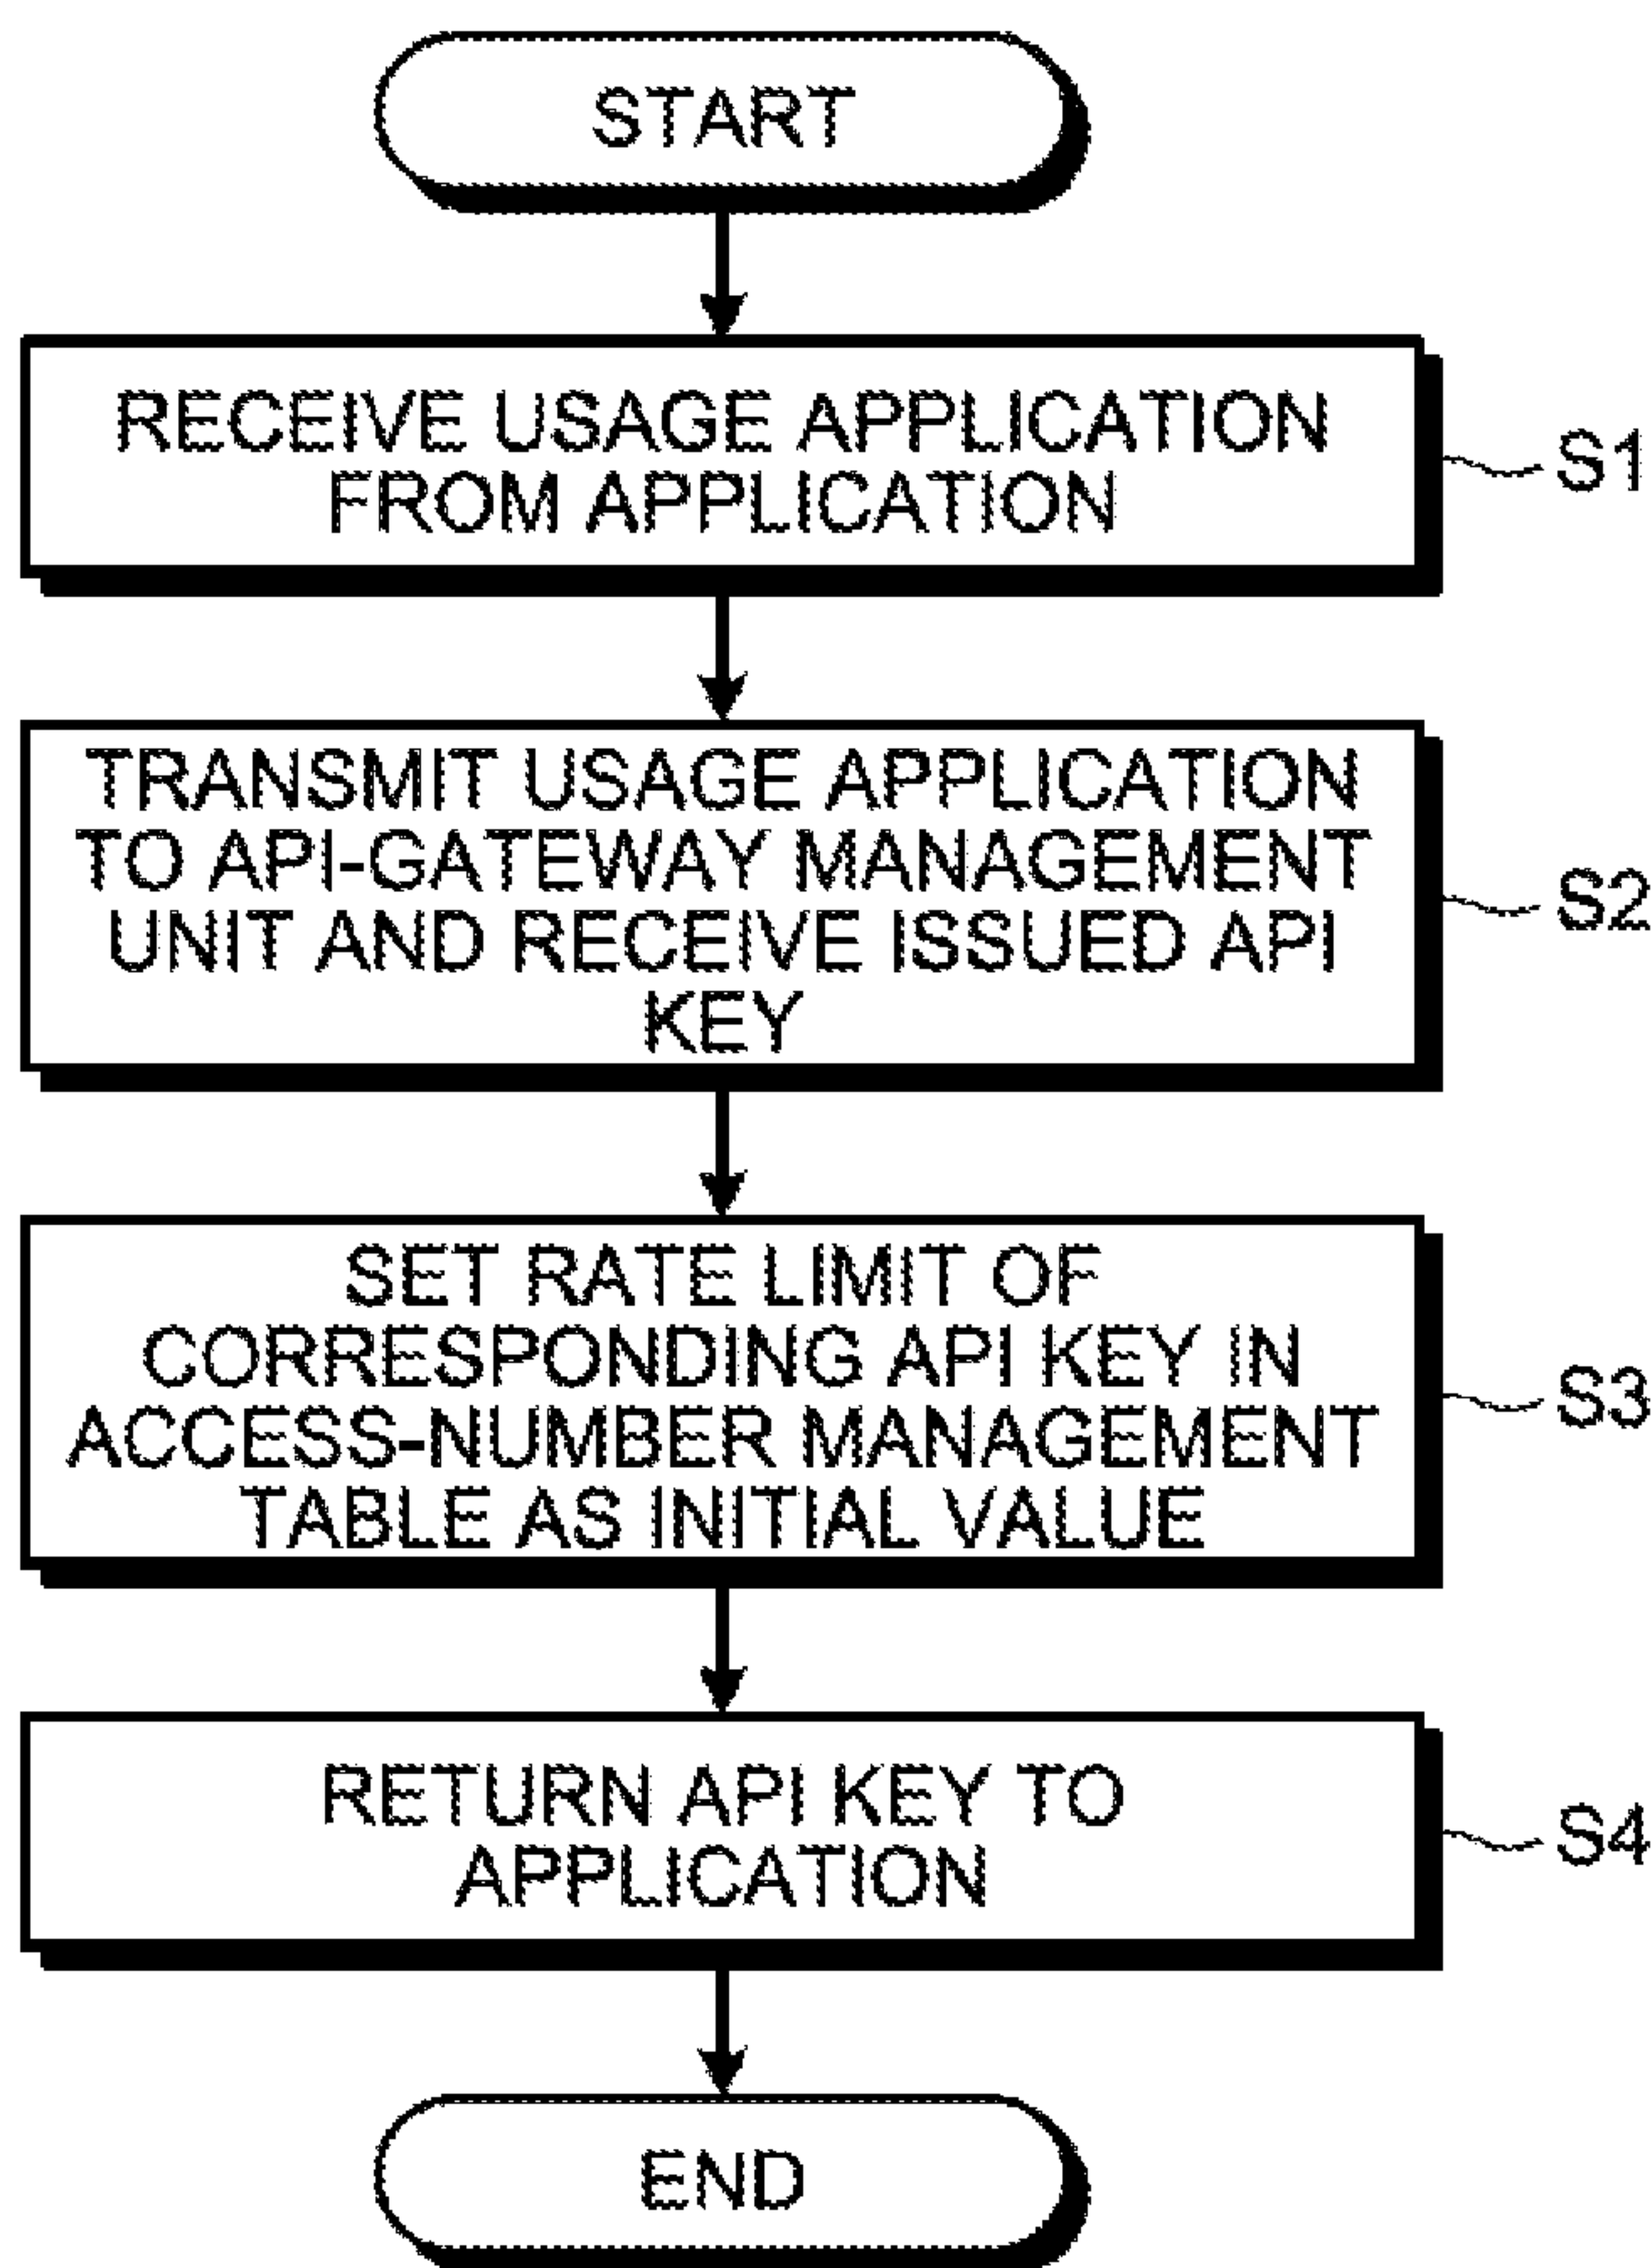 START
RECEIVE USAGE APPLICATION
FROM APPLICATION
S1
TRANSMIT USAGE APPLICATION
TO API-GATEWAY MANAGEMENT
UNIT AND RECEIVE ISSUED API
KEY
S2
SET RATE LIMIT OF
CORRESPONDING API KEY IN
ACCESS-NUMBER MANAGEMENT
TABLE AS INITIAL VALUE
S3
RETURN API KEY TO
APPLICATION
S4
END